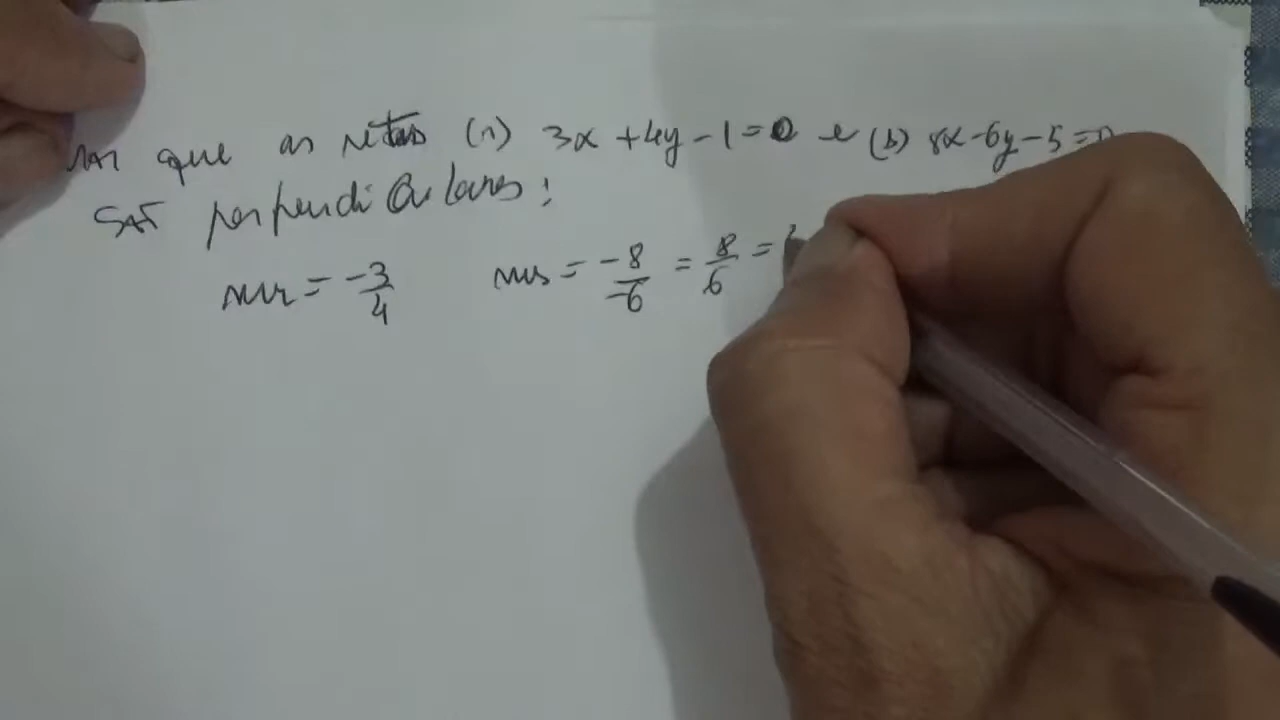 que as retas (r) 3x + 4y - 1 = 0 e (s) 8x - 6y - 5 = 0
SAO perpendiculares:
mr = -3/4 ms = -8/-6 = 8/6 =